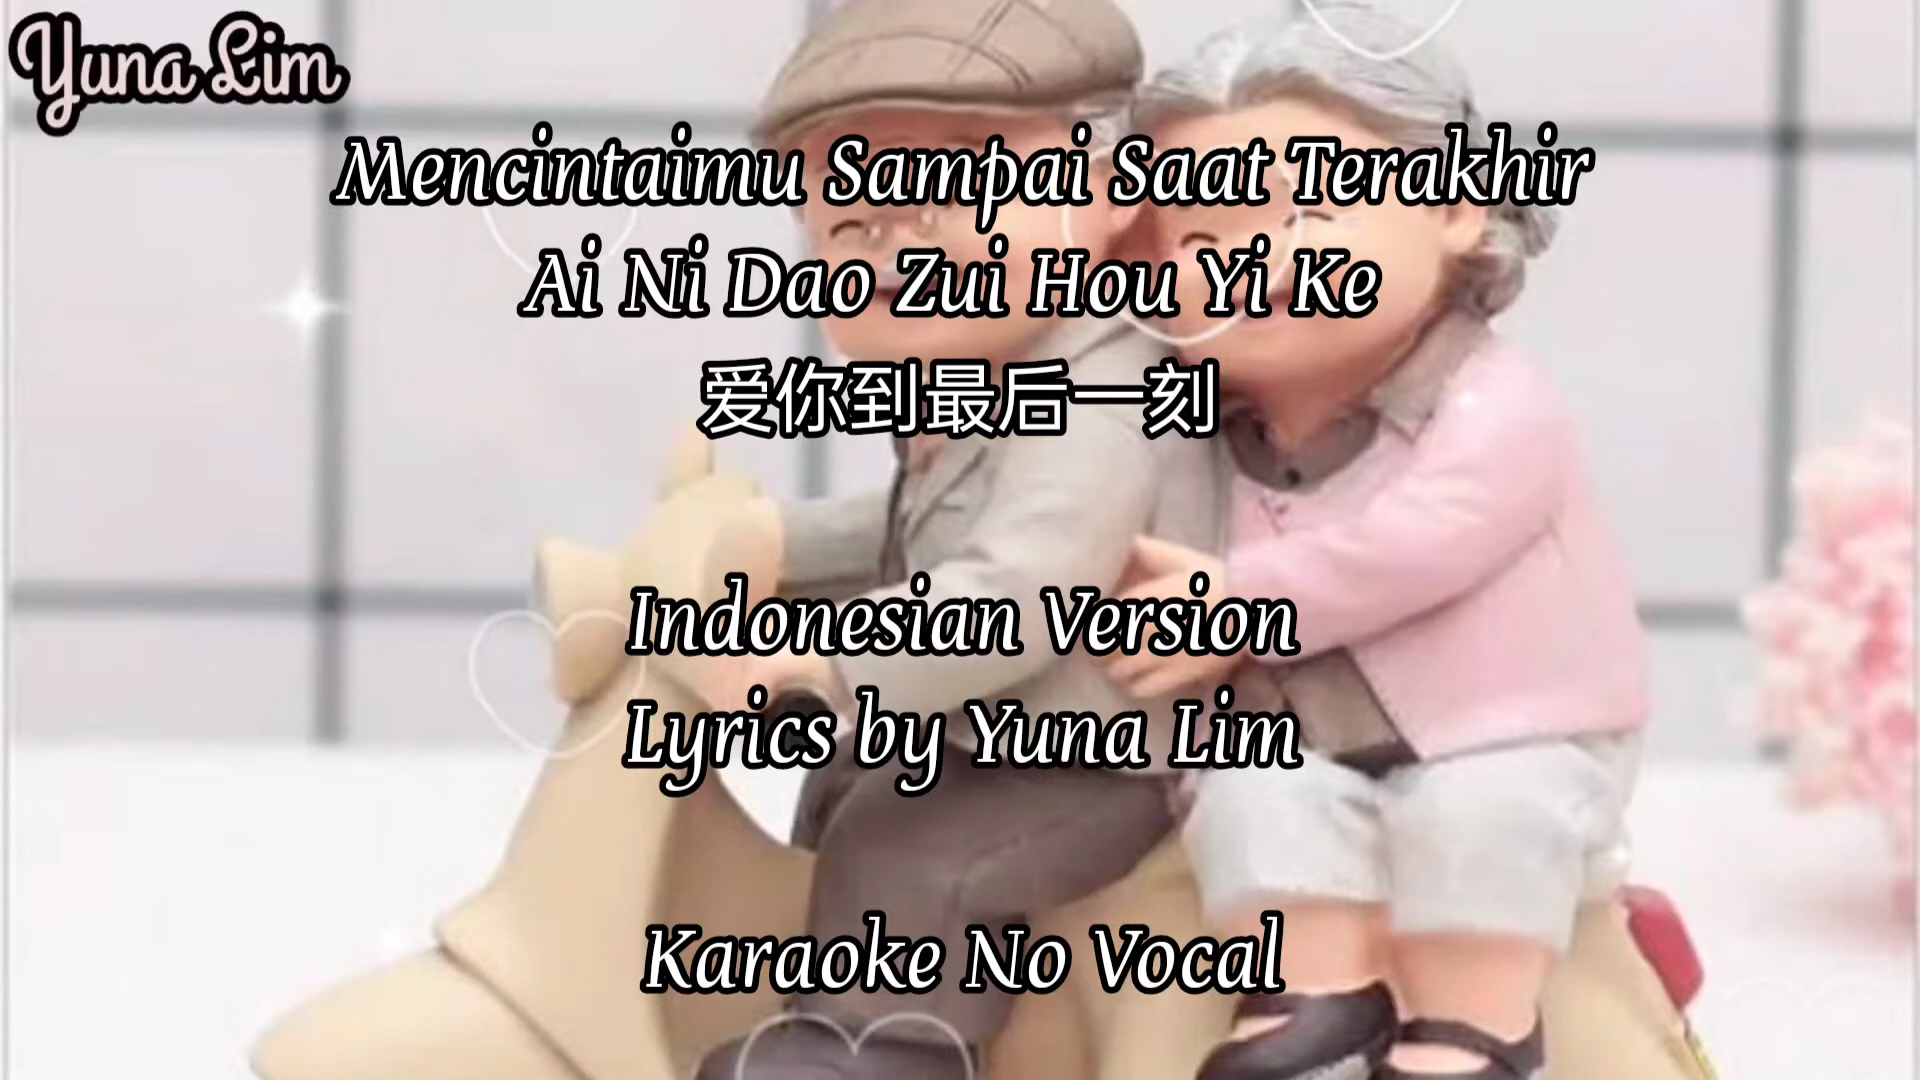 Yuna Lim
Mencintaimu Sampai Saat Terakhir
Ai Ni Dao Zui Hou Yi Ke
爱你到最后一刻
Indonesian Version
Lyrics by Yuna Lim
Karaoke No Vocal